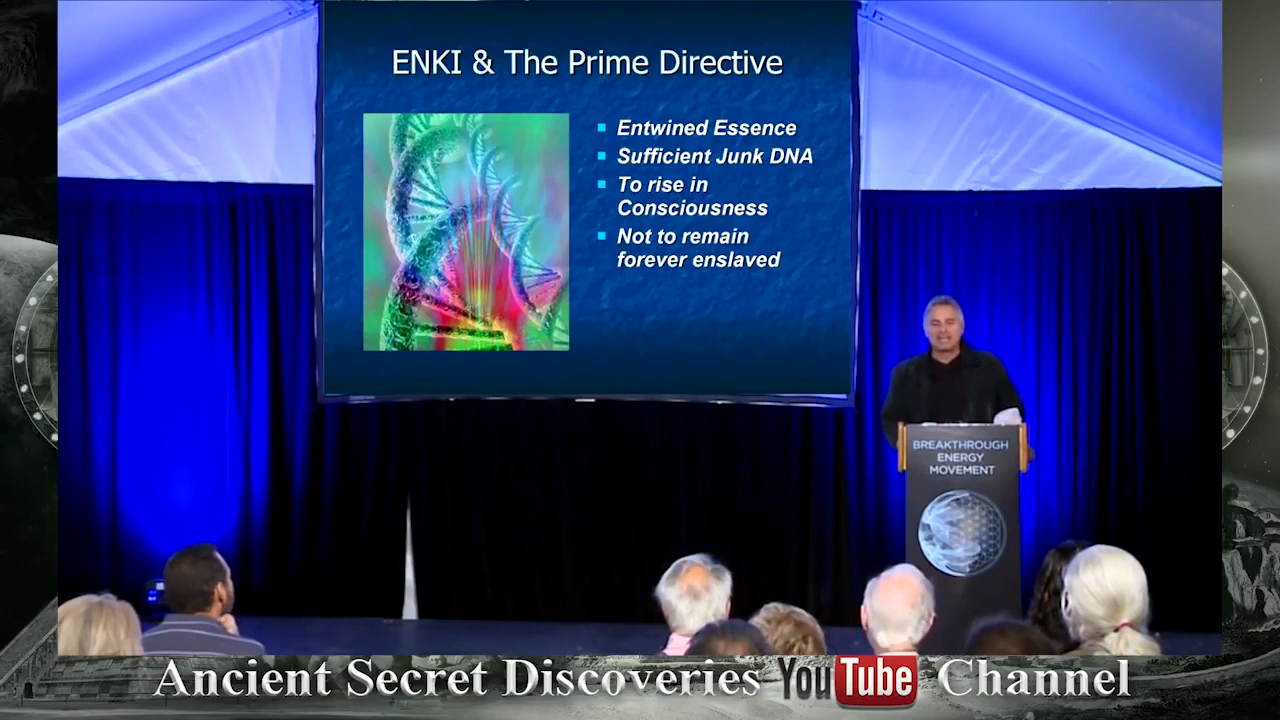 ENKI & The Prime Directive
Entwined Essence
Sufficient Junk DNA
To rise in
Consciousness
Not to remain
forever enslaved
BREAKTHROUGH
ENERGY
MOVEMENT
Ancient Secret Discoveries YouTube Channel